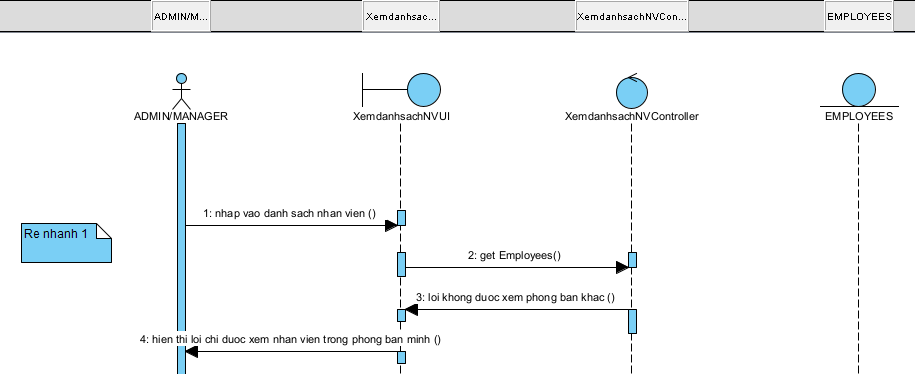 ADMIN/M...
Xemdanhsac...
XemdanhsachNVCon...
EMPLOYEES
ADMIN/MANAGER
XemdanhsachNVUI
XemdanhsachNVController
EMPLOYEES
1: nhap vao danh sach nhan vien ()
Re nhanh 1
2: get Employees()
3: loi khong duoc xem phong ban khac ()
4: hien thi loi chi duoc xem nhan vien trong phong ban minh ()